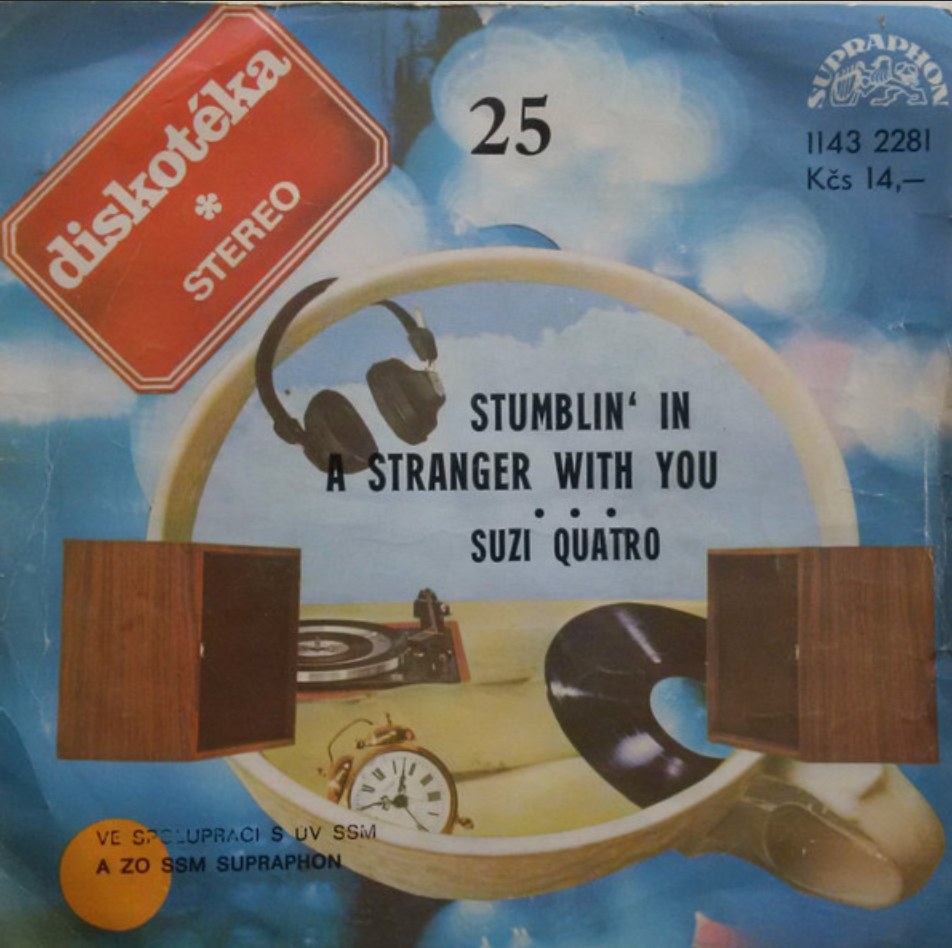 diskotéka
*
STEREO
25
SUPRAPHON
1143 2281
Kčs 14,—
STUMBLIN‘ IN
A STRANGER WITH YOU
• • •
SUZI QUATRO
VE SPOLUPRACI S ÚV SSM
A ZO SSM SUPRAPHON